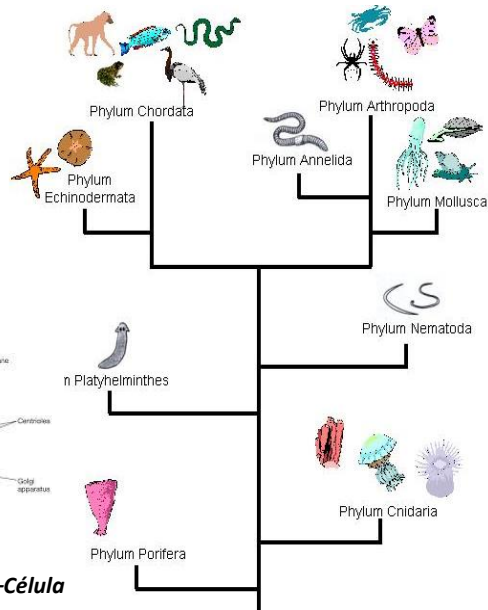 Phylum Chordata
Phylum Arthropoda
Phylum Annelida
Phylum
Echinodermata
Phylum Mollusca
Phylum Nematoda
n Platyhelminthes
Centrioles
Golgi
apparatus
Phylum Cnidaria
Phylum Porifera
-Célula